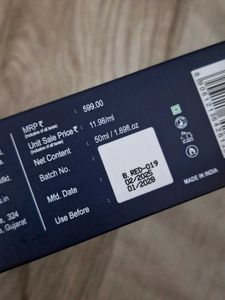 MRP ₹ : 599.00
(Inclusive of all taxes)
Unit Sale Price ₹ : 11.98/ml
(Inclusive of all taxes)
Net Content : 50ml / 1.69fl.oz.
Batch No. : B. RED-019
Mfd. Date : 02/2025
Use Before : 01/2028
MADE IN INDIA
324
Gujarat